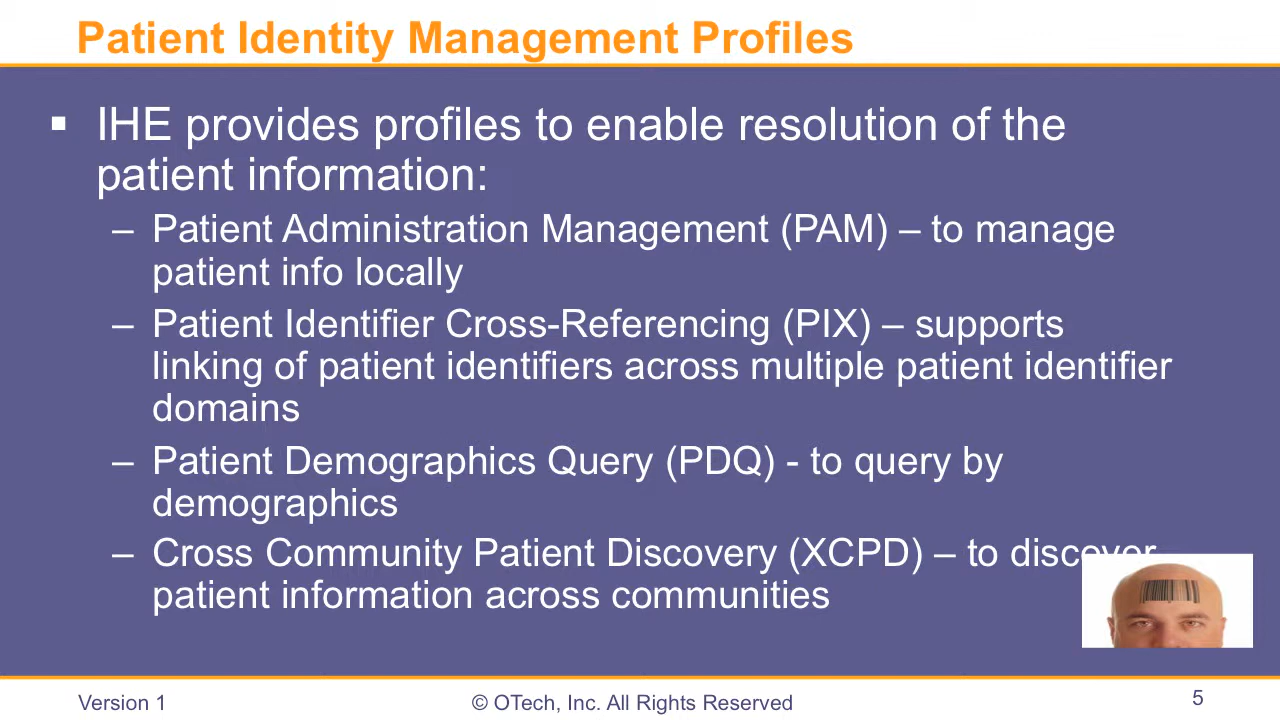 Patient Identity Management Profiles
▪ IHE provides profiles to enable resolution of the
patient information:
– Patient Administration Management (PAM) – to manage
patient info locally
– Patient Identifier Cross-Referencing (PIX) – supports
linking of patient identifiers across multiple patient identifier
domains
– Patient Demographics Query (PDQ) - to query by
demographics
– Cross Community Patient Discovery (XCPD) – to discover
patient information across communities
Version 1
© OTech, Inc. All Rights Reserved
5